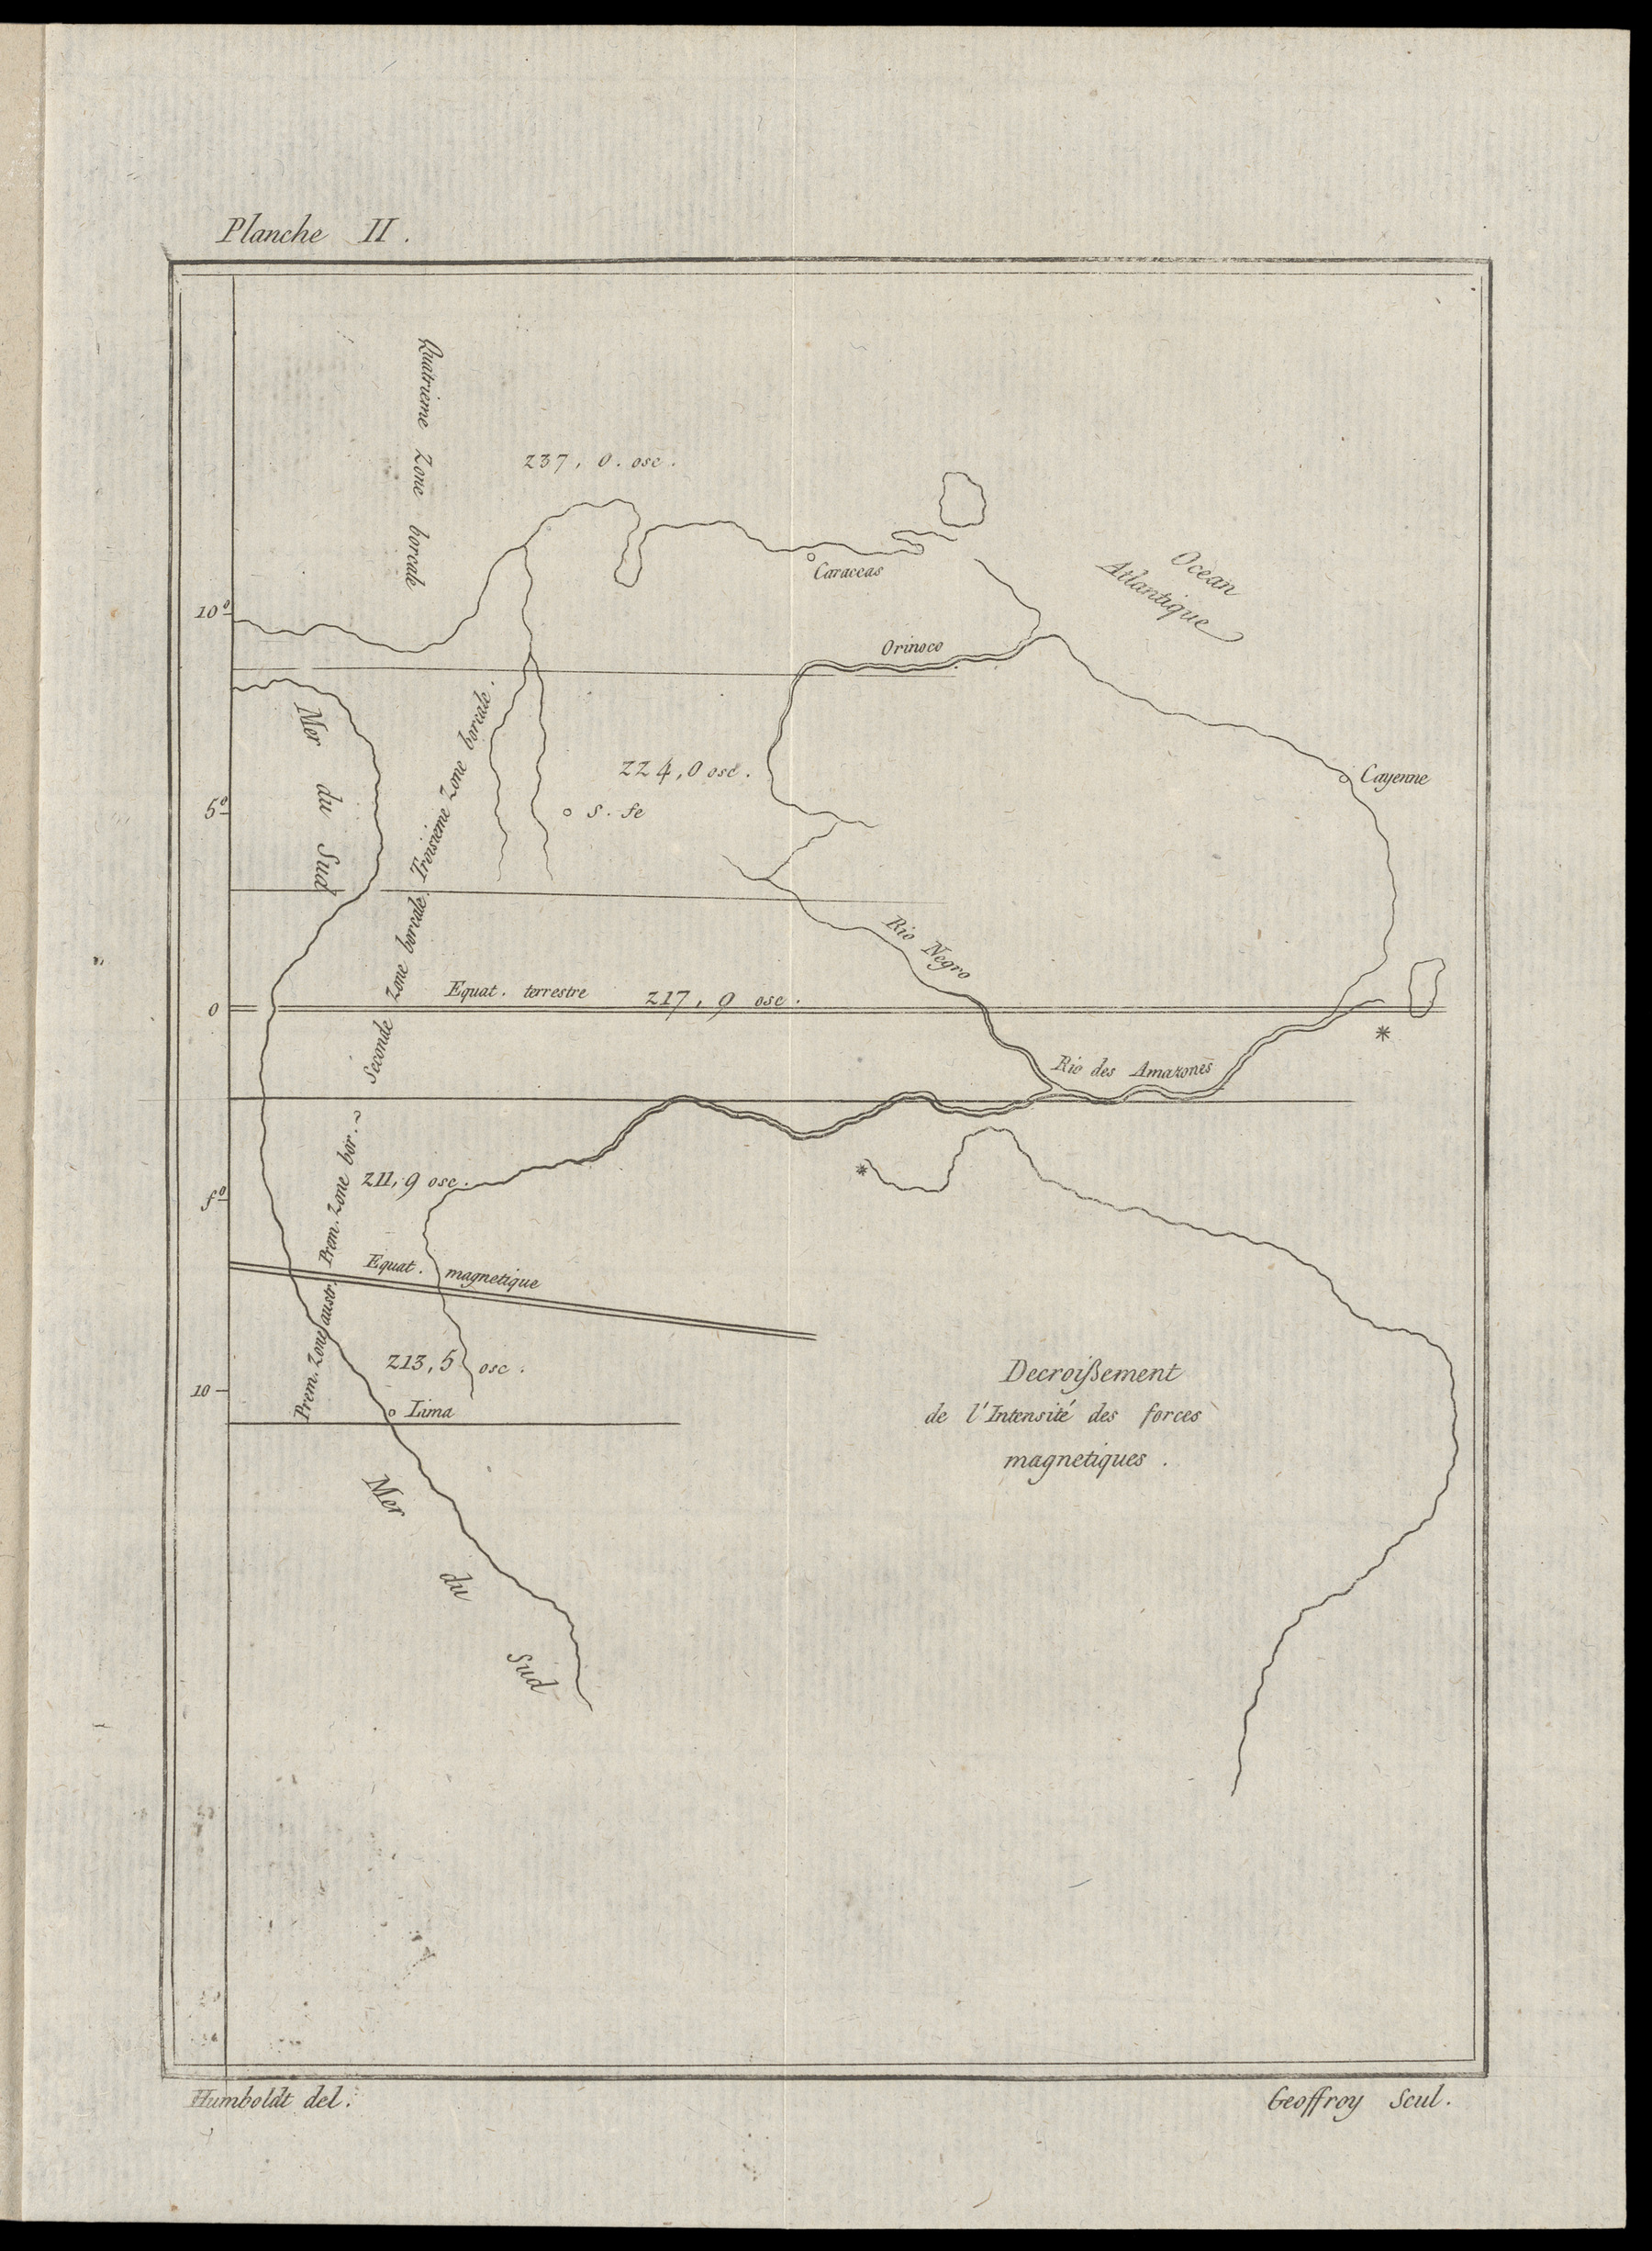 Planche II.
Quatrieme Zone boreale
237, 0. osc.
Caraccas
Ocean
Atlantique
10°
Orinoco
Mer du Sud
Troisieme Zone boreale.
224,0 osc.
Cayenne
5°
S. fe
Rio Negro
Seconde Zone boreale
Equat. terrestre 217, 9 osc.
0
Rio des Amazones
Prem. Zone bor.
211, 9 osc.
5°
Equat. magnetique
Prem. Zone austr.
213, 5 osc.
10
Lima
Decroißement
de l'Intensité des forces
magnetiques.
Mer du Sud
Humboldt del.
Geoffroy Scul.